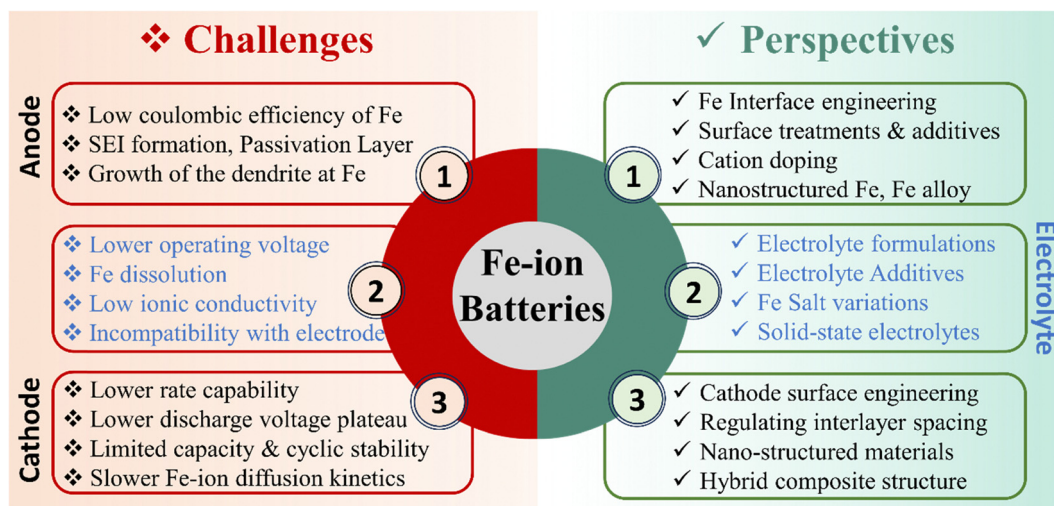 ❖ Challenges
Anode
❖ Low coulombic efficiency of Fe
❖ SEI formation, Passivation Layer
❖ Growth of the dendrite at Fe
1
❖ Lower operating voltage
❖ Fe dissolution
❖ Low ionic conductivity
❖ Incompatibility with electrode
2
Cathode
❖ Lower rate capability
❖ Lower discharge voltage plateau
❖ Limited capacity & cyclic stability
❖ Slower Fe-ion diffusion kinetics
3
Fe-ion
Batteries
✓ Perspectives
1
✓ Fe Interface engineering
✓ Surface treatments & additives
✓ Cation doping
✓ Nanostructured Fe, Fe alloy
2
✓ Electrolyte formulations
✓ Electrolyte Additives
✓ Fe Salt variations
✓ Solid-state electrolytes
Electrolyte
3
✓ Cathode surface engineering
✓ Regulating interlayer spacing
✓ Nano-structured materials
✓ Hybrid composite structure